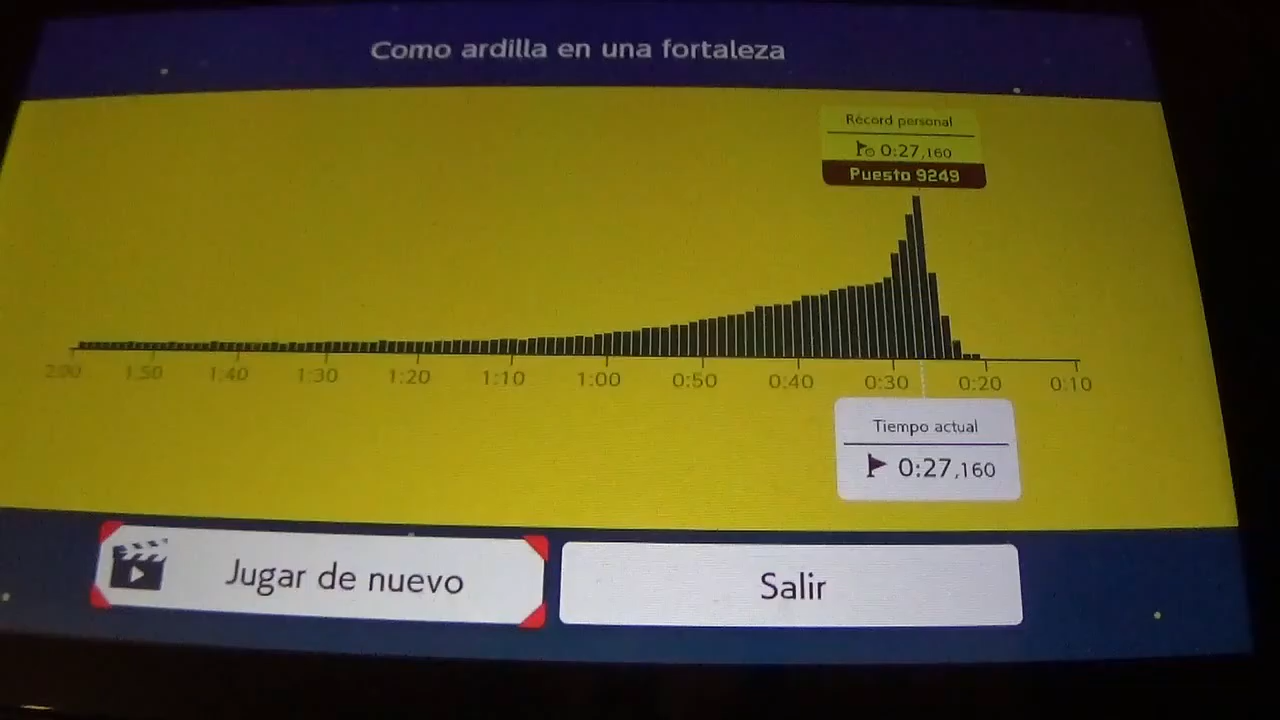 Como ardilla en una fortaleza
Récord personal
0:27,160
Puesto 9249
2:00 1:50 1:40 1:30 1:20 1:10 1:00 0:50 0:40 0:30 0:20 0:10
Tiempo actual
0:27,160
Jugar de nuevo
Salir